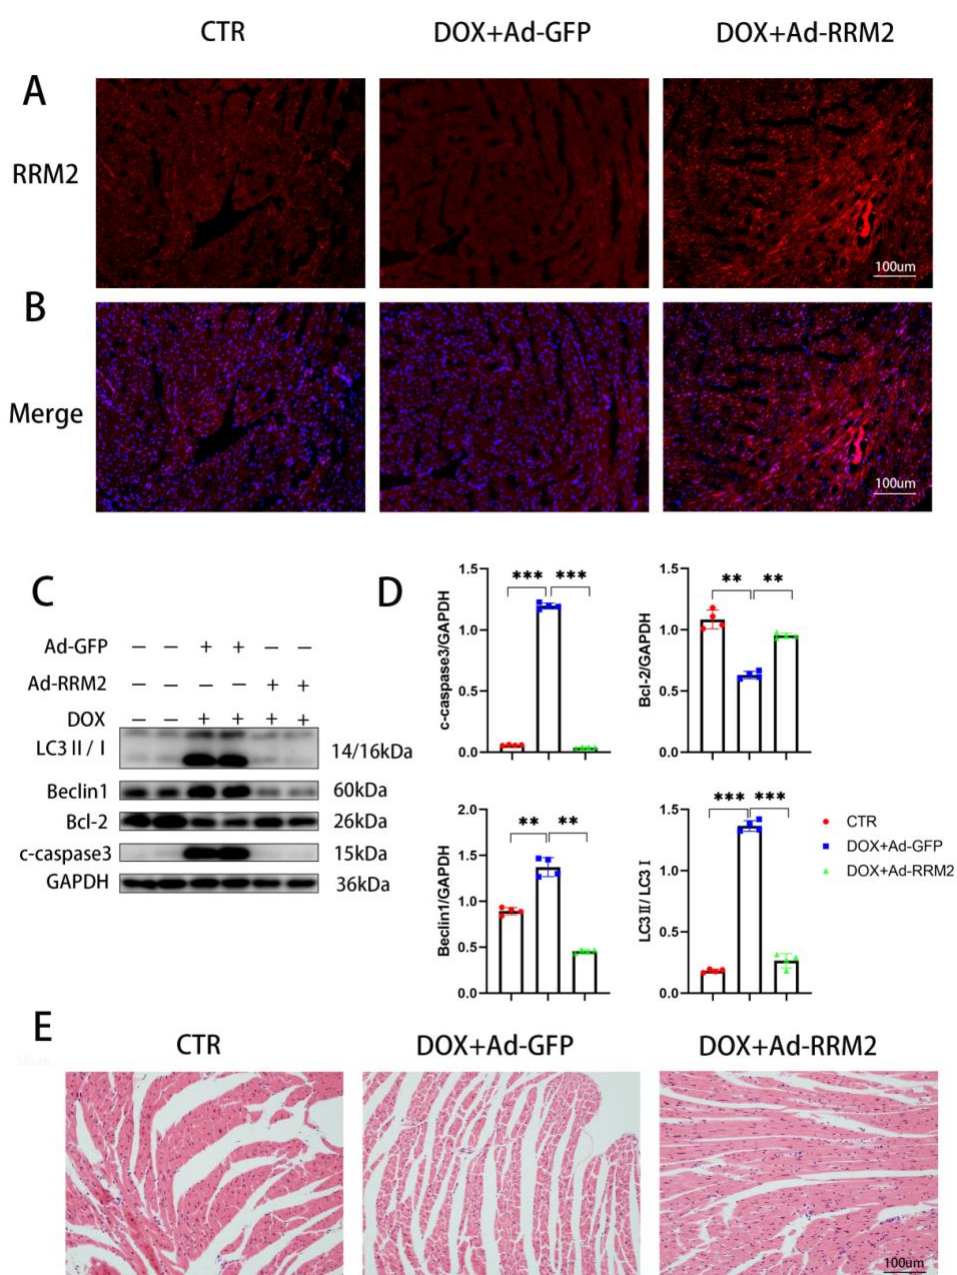 CTR DOX+Ad-GFP DOX+Ad-RRM2
A
RRM2
100um
B
Merge
100um
C
Ad-GFP — — + + — —
Ad-RRM2 — — — — + +
DOX — — + + + +
LC3 II / I 14/16kDa
Beclin1 60kDa
Bcl-2 26kDa
c-caspase3 15kDa
GAPDH 36kDa
D
c-caspase3/GAPDH
1.5
1.0
0.5
0.0
*** ***
Bcl-2/GAPDH
1.5
1.0
0.5
0.0
** **
Beclin1/GAPDH
2.0
1.5
1.0
0.5
0.0
** **
LC3 II/ LC3 I
1.5
1.0
0.5
0.0
*** ***
CTR
DOX+Ad-GFP
DOX+Ad-RRM2
E
CTR DOX+Ad-GFP DOX+Ad-RRM2
100um